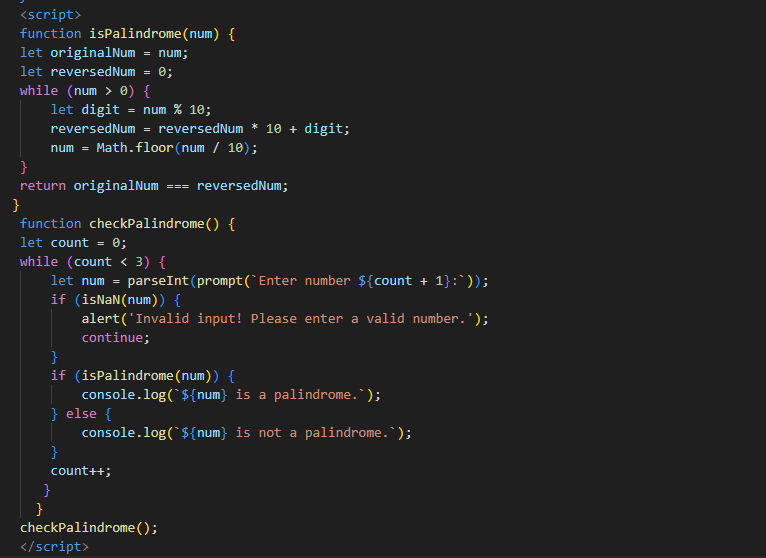 <script>
function isPalindrome(num) {
let originalNum = num;
let reversedNum = 0;
while (num > 0) {
let digit = num % 10;
reversedNum = reversedNum * 10 + digit;
num = Math.floor(num / 10);
}
return originalNum === reversedNum;
}
function checkPalindrome() {
let count = 0;
while (count < 3) {
let num = parseInt(prompt(`Enter number ${count + 1}:`));
if (isNaN(num)) {
alert('Invalid input! Please enter a valid number.');
continue;
}
if (isPalindrome(num)) {
console.log(`${num} is a palindrome.`);
} else {
console.log(`${num} is not a palindrome.`);
}
count++;
}
}
checkPalindrome();
</script>